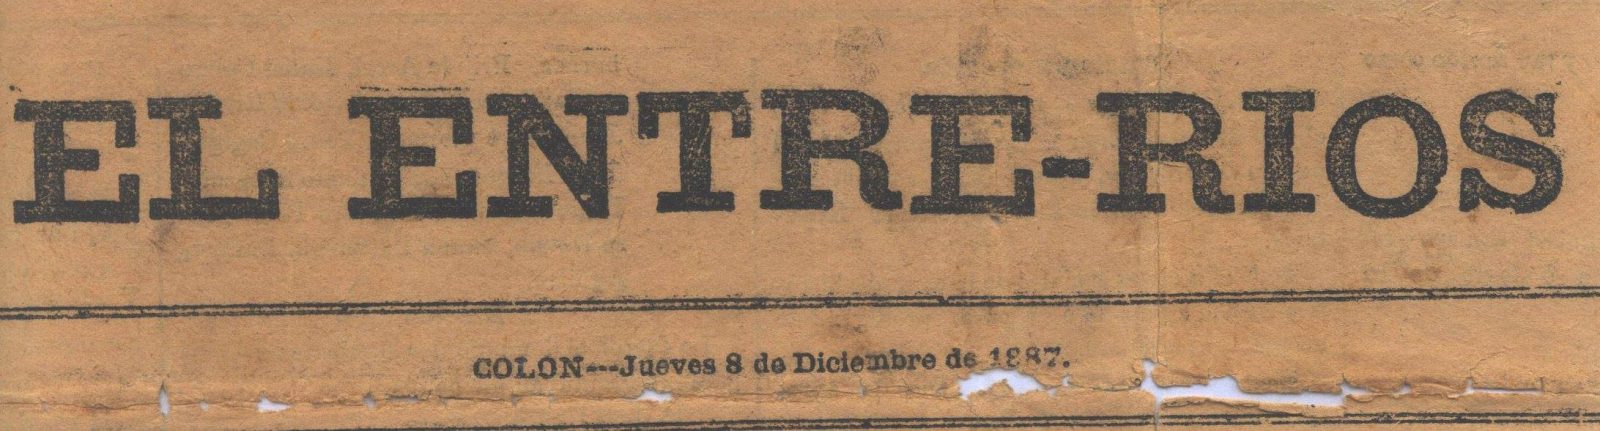 EL ENTRE-RIOS
COLON---Jueves 8 de Diciembre de 1887.